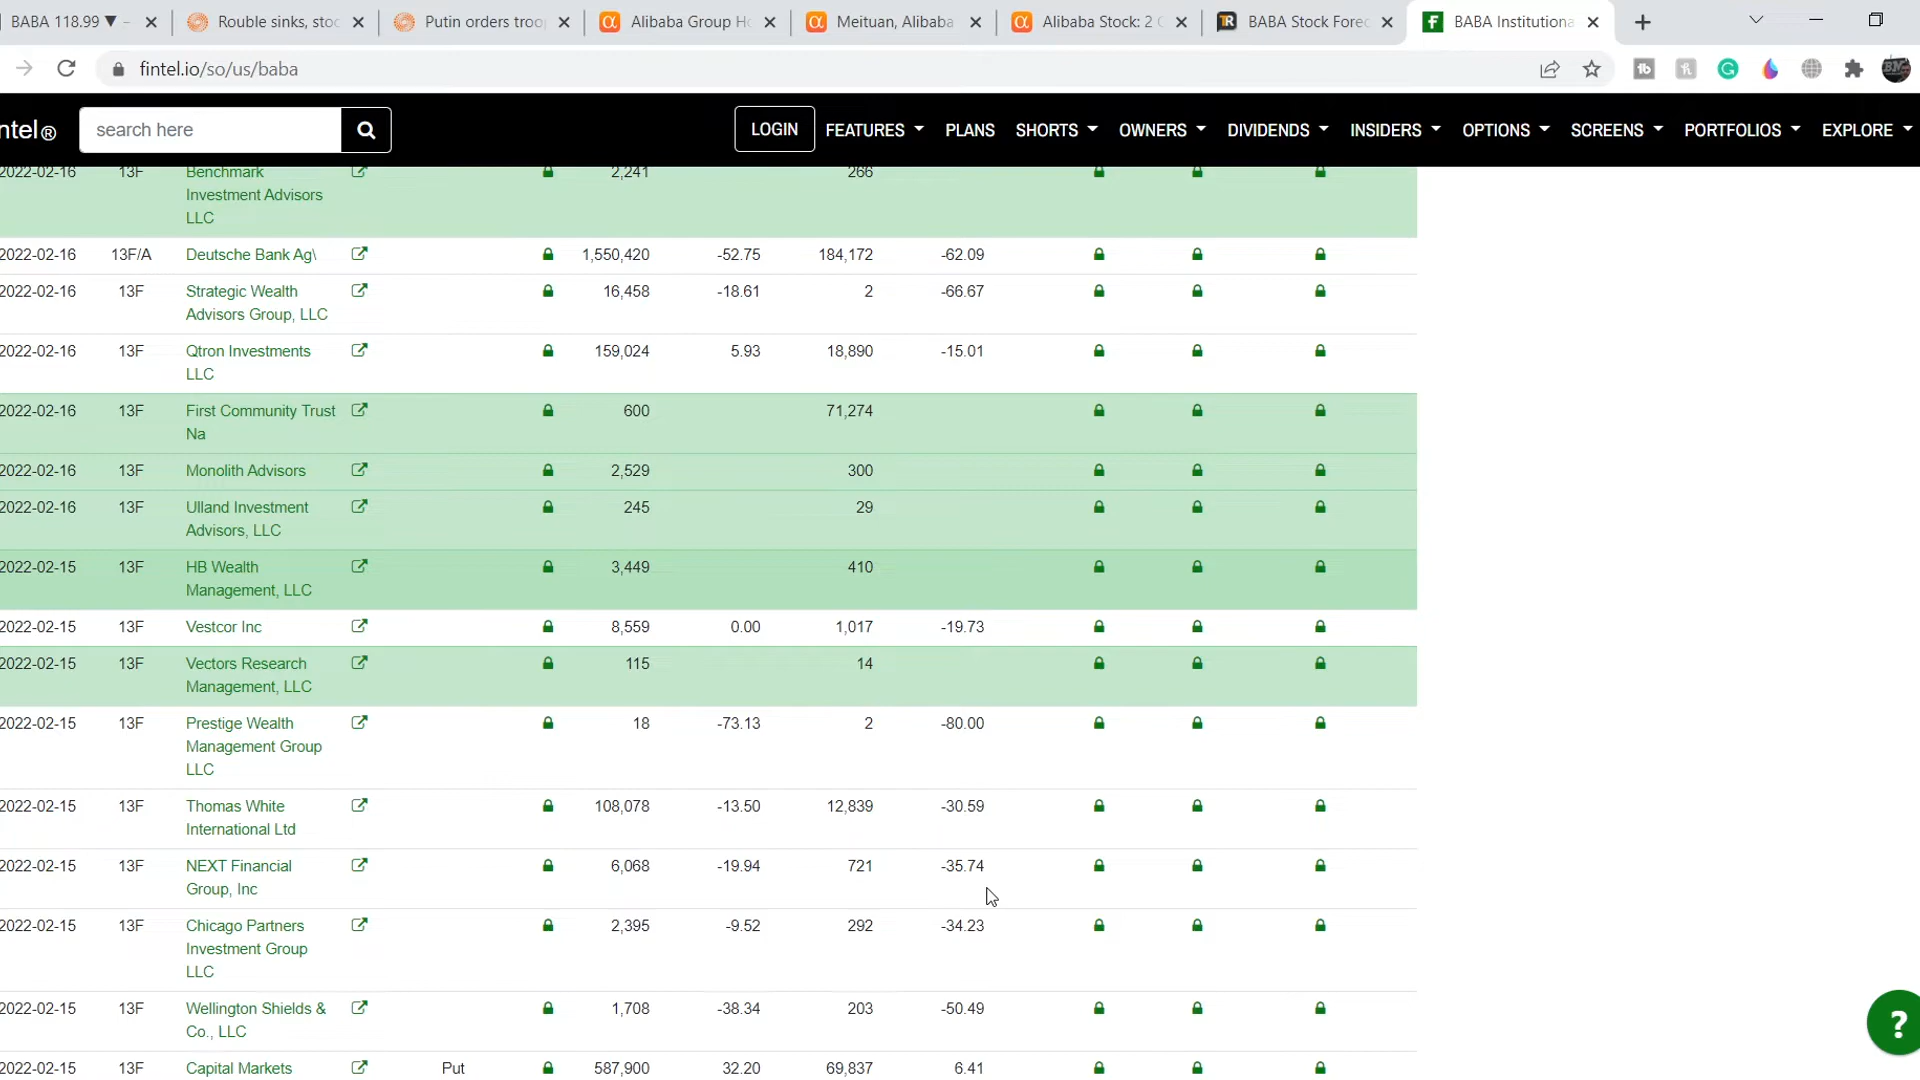 BABA 118.99 ▼ –
Rouble sinks, stoc
Putin orders troo
Alibaba Group Ho
Meituan, Alibaba
Alibaba Stock: 2 C
BABA Stock Forec
BABA Institutiona
fintel.io/so/us/baba
ntel®
search here
LOGIN
FEATURES
PLANS
SHORTS
OWNERS
DIVIDENDS
INSIDERS
OPTIONS
SCREENS
PORTFOLIOS
EXPLORE
2022-02-16 13F Benchmark 2,241 266
Investment Advisors
LLC
2022-02-16 13F/A Deutsche Bank Ag\ 1,550,420 -52.75 184,172 -62.09
2022-02-16 13F Strategic Wealth 16,458 -18.61 2 -66.67
Advisors Group, LLC
2022-02-16 13F Qtron Investments 159,024 5.93 18,890 -15.01
LLC
2022-02-16 13F First Community Trust 600 71,274
Na
2022-02-16 13F Monolith Advisors 2,529 300
2022-02-16 13F Ulland Investment 245 29
Advisors, LLC
2022-02-15 13F HB Wealth 3,449 410
Management, LLC
2022-02-15 13F Vestcor Inc 8,559 0.00 1,017 -19.73
2022-02-15 13F Vectors Research 115 14
Management, LLC
2022-02-15 13F Prestige Wealth 18 -73.13 2 -80.00
Management Group
LLC
2022-02-15 13F Thomas White 108,078 -13.50 12,839 -30.59
International Ltd
2022-02-15 13F NEXT Financial 6,068 -19.94 721 -35.74
Group, Inc
2022-02-15 13F Chicago Partners 2,395 -9.52 292 -34.23
Investment Group
LLC
2022-02-15 13F Wellington Shields & 1,708 -38.34 203 -50.49
Co., LLC
2022-02-15 13F Capital Markets Put 587,900 32.20 69,837 6.41
?